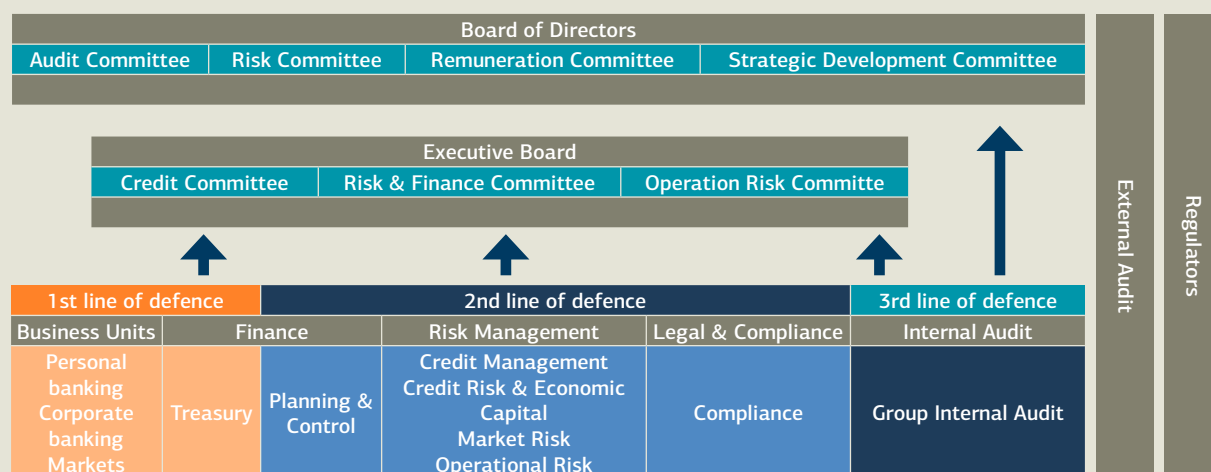 Board of Directors
Audit Committee
Risk Committee
Remuneration Committee
Strategic Development Committee
Executive Board
Credit Committee
Risk & Finance Committee
Operation Risk Committe
1st line of defence
2nd line of defence
3rd line of defence
Business Units
Finance
Risk Management
Legal & Compliance
Internal Audit
Personal
banking
Corporate
banking
Markets
Treasury
Planning &
Control
Credit Management
Credit Risk & Economic
Capital
Market Risk
Operational Risk
Compliance
Group Internal Audit
External Audit
Regulators